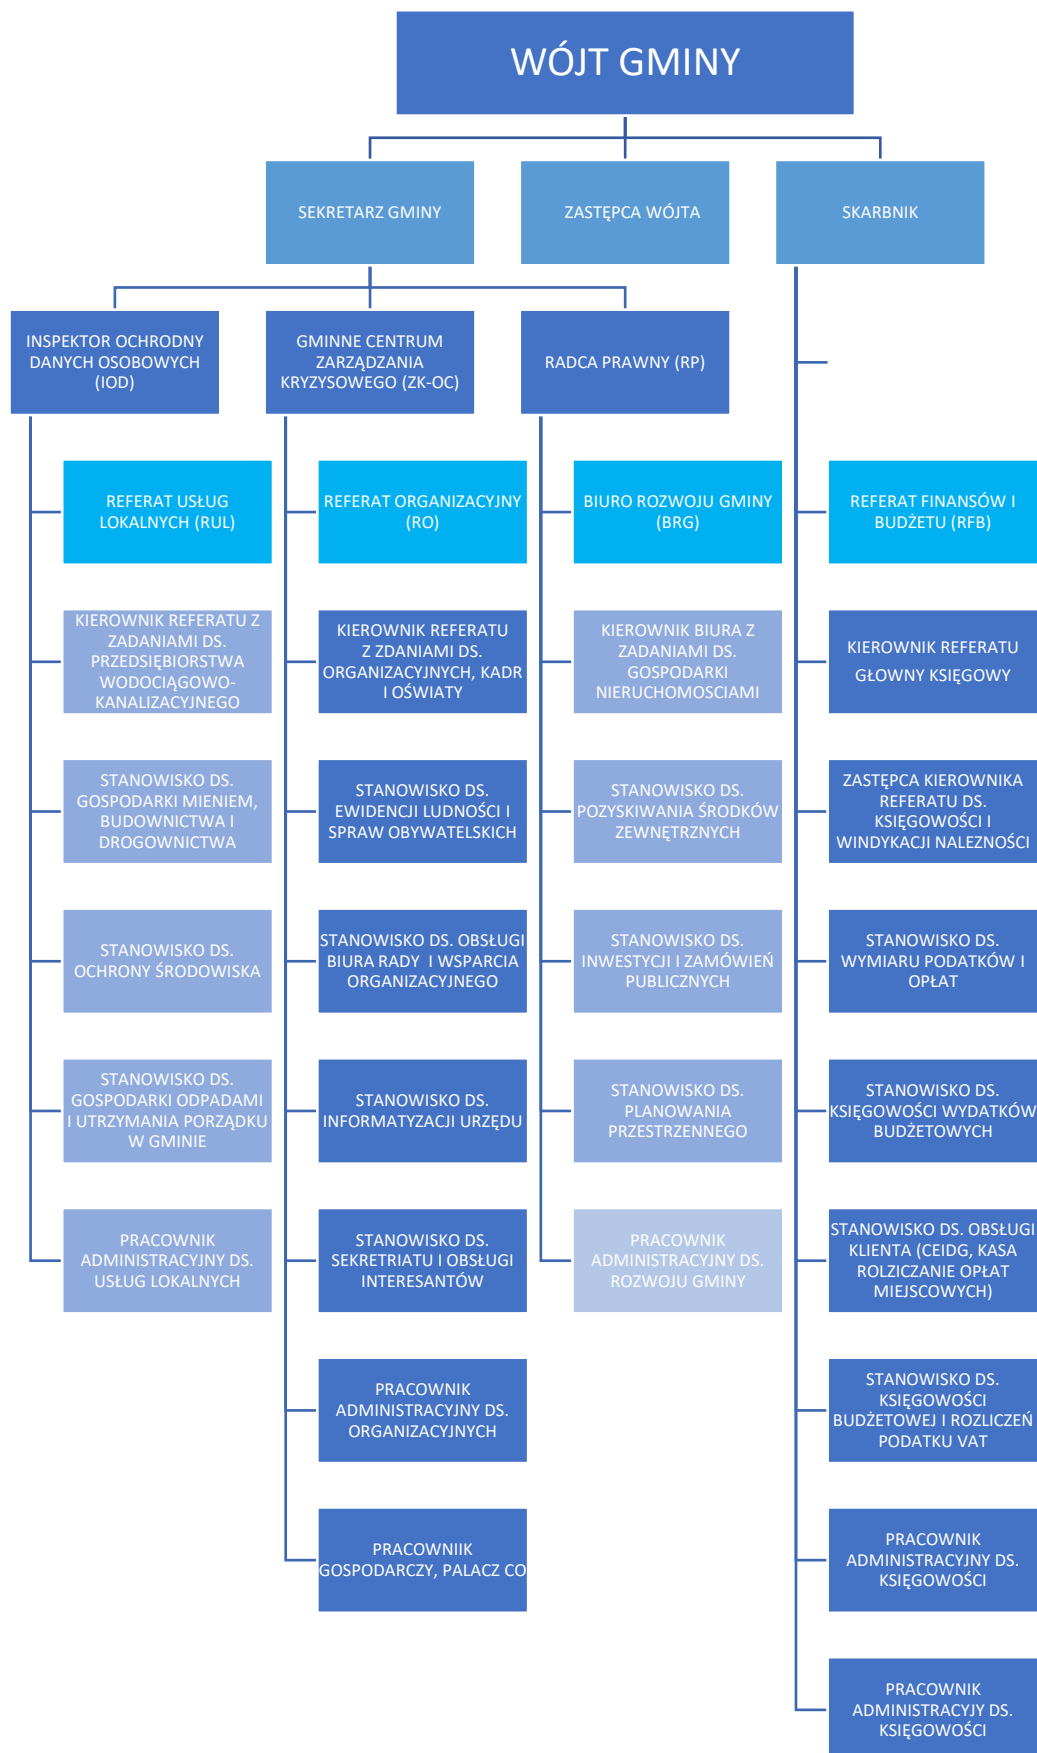 WÓJT GMINY
SEKRETARZ GMINY
ZASTĘPCA WÓJTA
SKARBNIK
INSPEKTOR OCHRODNY
DANYCH OSOBOWYCH
(IOD)
GMINNE CENTRUM
ZARZĄDZANIA
KRYZYSOWEGO (ZK-OC)
RADCA PRAWNY (RP)
REFERAT USŁUG
LOKALNYCH (RUL)
REFERAT ORGANIZACYJNY
(RO)
BIURO ROZWOJU GMINY
(BRG)
REFERAT FINANSÓW I
BUDŻETU (RFB)
KIEROWNIK REFERATU Z
ZADANIAMI DS.
PRZEDSIĘBIORSTWA
WODOCIĄGOWO-
KANALIZACYJNEGO
KIEROWNIK REFERATU
Z ZDANIAMI DS.
ORGANIZACYJNYCH, KADR
I OŚWIATY
KIEROWNIK BIURA Z
ZADANIAMI DS.
GOSPODARKI
NIERUCHOMOSCIAMI
KIEROWNIK REFERATU
GŁOWNY KSIĘGOWY
STANOWISKO DS.
GOSPODARKI MIENIEM,
BUDOWNICTWA I
DROGOWNICTWA
STANOWISKO DS.
EWIDENCJI LUDNOŚCI I
SPRAW OBYWATELSKICH
STANOWISKO DS.
POZYSKIWANIA ŚRODKÓW
ZEWNĘTRZNYCH
ZASTĘPCA KIEROWNIKA
REFERATU DS.
KSIĘGOWOŚCI I
WINDYKACJI NALEZNOŚCI
STANOWISKO DS.
OCHRONY ŚRODOWISKA
STANOWISKO DS. OBSŁUGI
BIURA RADY I WSPARCIA
ORGANIZACYJNEGO
STANOWISKO DS.
INWESTYCJI I ZAMÓWIEŃ
PUBLICZNYCH
STANOWISKO DS.
WYMIARU PODATKÓW I
OPŁAT
STANOWISKO DS.
GOSPODARKI ODPADAMI
I UTRZYMANIA PORZĄDKU
W GMINIE
STANOWISKO DS.
INFORMATYZACJI URZĘDU
STANOWISKO DS.
PLANOWANIA
PRZESTRZENNEGO
STANOWISKO DS.
KSIĘGOWOŚCI WYDATKÓW
BUDŻETOWYCH
PRACOWNIK
ADMINISTRACYJNY DS.
USŁUG LOKALNYCH
STANOWISKO DS.
SEKRETRIATU I OBSŁUGI
INTERESANTÓW
PRACOWNIK
ADMINISTRACYJNY DS.
ROZWOJU GMINY
STANOWISKO DS. OBSŁUGI
KLIENTA (CEIDG, KASA
ROLZICZANIE OPŁAT
MIEJSCOWYCH)
PRACOWNIK
ADMINISTRACYJNY DS.
ORGANIZACYJNYCH
STANOWISKO DS.
KSIĘGOWOŚCI
BUDŻETOWEJ I ROZLICZEŃ
PODATKU VAT
PRACOWNIIK
GOSPODARCZY, PALACZ CO
PRACOWNIK
ADMINISTRACYJNY DS.
KSIĘGOWOŚCI
PRACOWNIK
ADMINISTRACYJY DS.
KSIĘGOWOŚCI